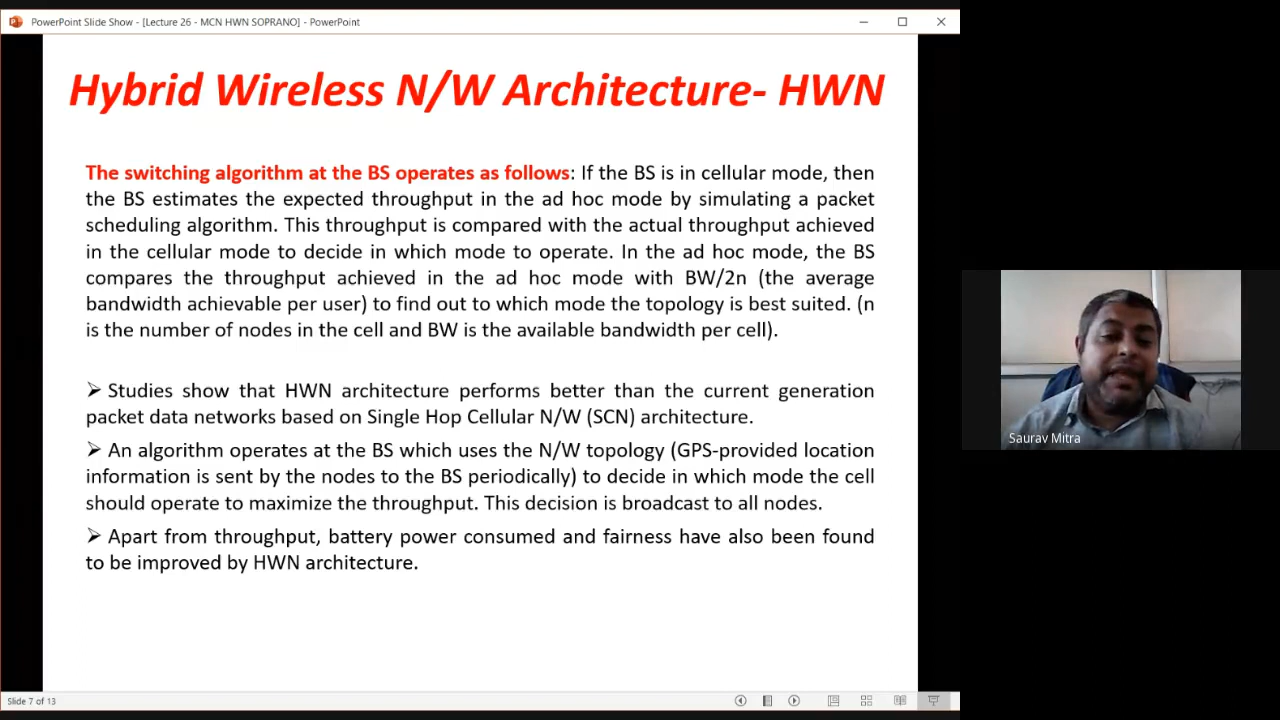 PowerPoint Slide Show - [Lecture 26 - MCN HWN SOPRANO] - PowerPoint
Hybrid Wireless N/W Architecture- HWN
The switching algorithm at the BS operates as follows: If the BS is in cellular mode, then
the BS estimates the expected throughput in the ad hoc mode by simulating a packet
scheduling algorithm. This throughput is compared with the actual throughput achieved
in the cellular mode to decide in which mode to operate. In the ad hoc mode, the BS
compares the throughput achieved in the ad hoc mode with BW/2n (the average
bandwidth achievable per user) to find out to which mode the topology is best suited. (n
is the number of nodes in the cell and BW is the available bandwidth per cell).
➢ Studies show that HWN architecture performs better than the current generation
packet data networks based on Single Hop Cellular N/W (SCN) architecture.
➢ An algorithm operates at the BS which uses the N/W topology (GPS-provided location
information is sent by the nodes to the BS periodically) to decide in which mode the cell
should operate to maximize the throughput. This decision is broadcast to all nodes.
➢ Apart from throughput, battery power consumed and fairness have also been found
to be improved by HWN architecture.
Saurav Mitra
Slide 7 of 13